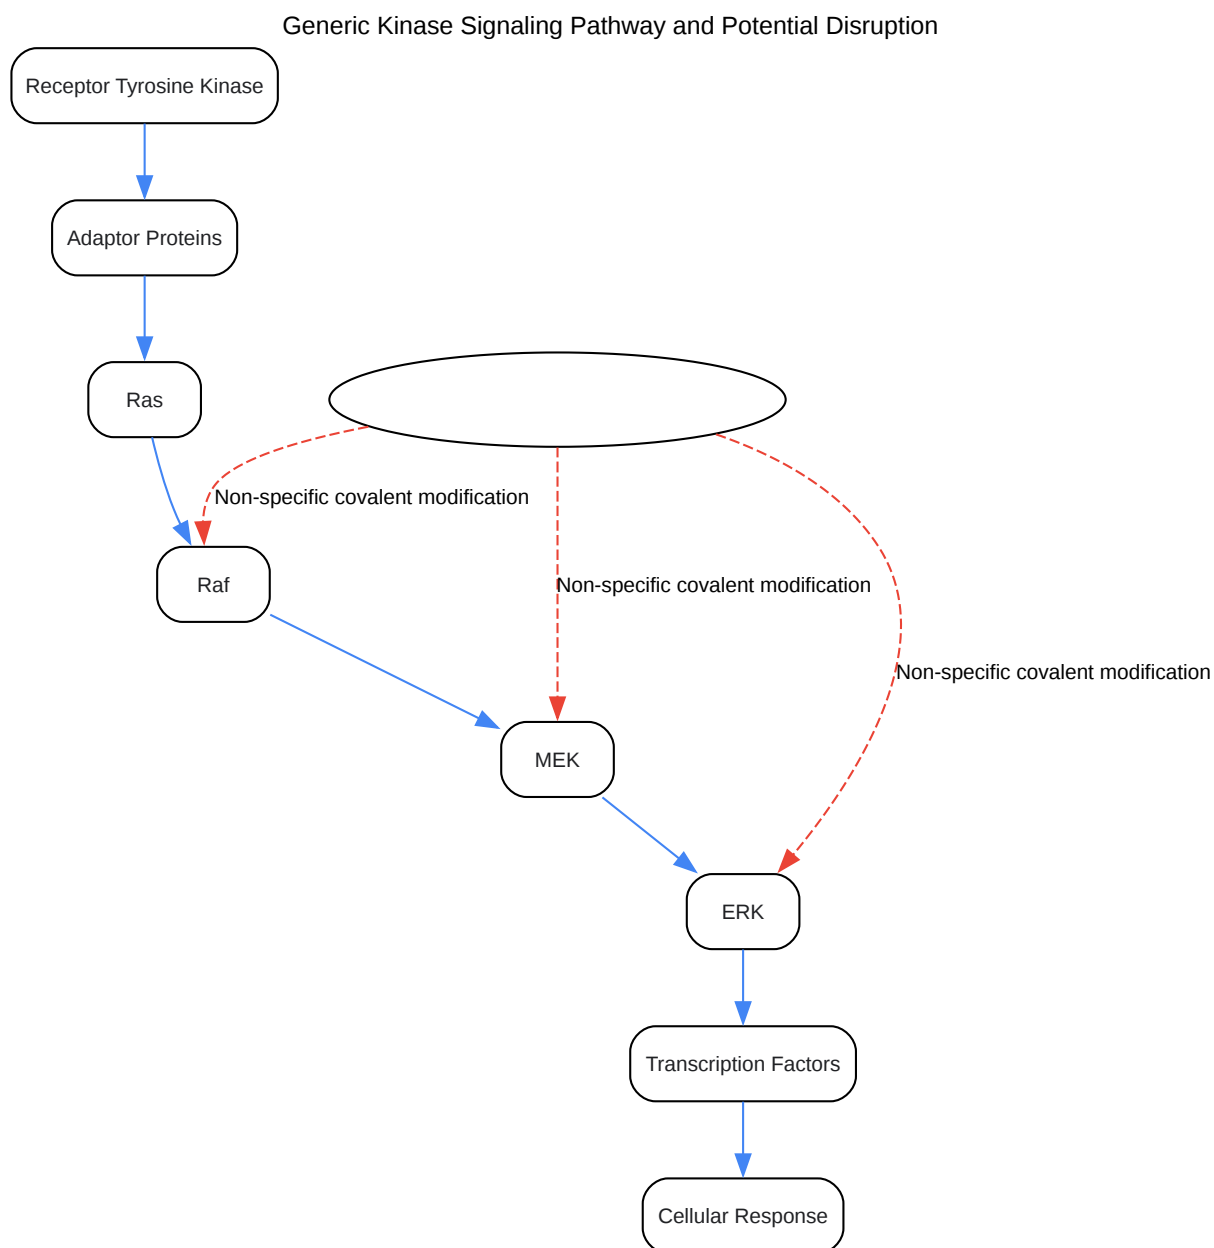 Generic Kinase Signaling Pathway and Potential Disruption
Receptor Tyrosine Kinase
Adaptor Proteins
Ras
Non-specific covalent modification
Raf
Non-specific covalent modification
Non-specific covalent modification
MEK
ERK
Transcription Factors
Cellular Response